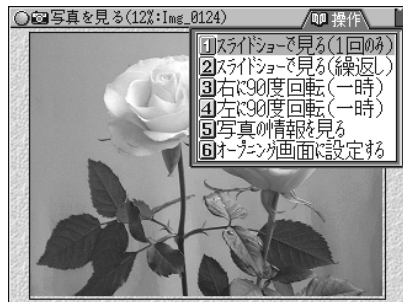 写真を見る(12%:Img_0124)
操作
1スライドショーで見る(1回のみ)
2スライドショーで見る(繰返し)
3右に90度回転(一時)
4左に90度回転(一時)
5写真の情報を見る
6オープニング画面に設定する